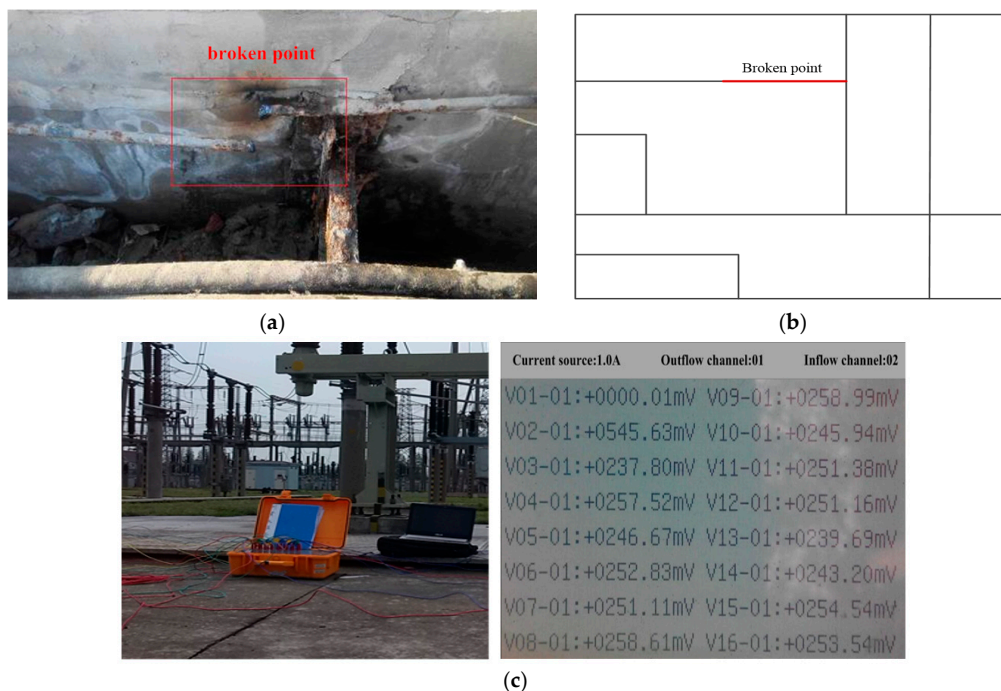 broken point
Broken point
(a)
(b)
Current source:1.0A Outflow channel:01 Inflow channel:02
V01-01:+0000.01mV V09-01:+0258.99mV
V02-01:+0545.63mV V10-01:+0245.94mV
V03-01:+0237.80mV V11-01:+0251.38mV
V04-01:+0257.52mV V12-01:+0251.16mV
V05-01:+0246.67mV V13-01:+0239.69mV
V06-01:+0252.83mV V14-01:+0243.20mV
V07-01:+0251.11mV V15-01:+0254.54mV
V08-01:+0258.61mV V16-01:+0253.54mV
(c)